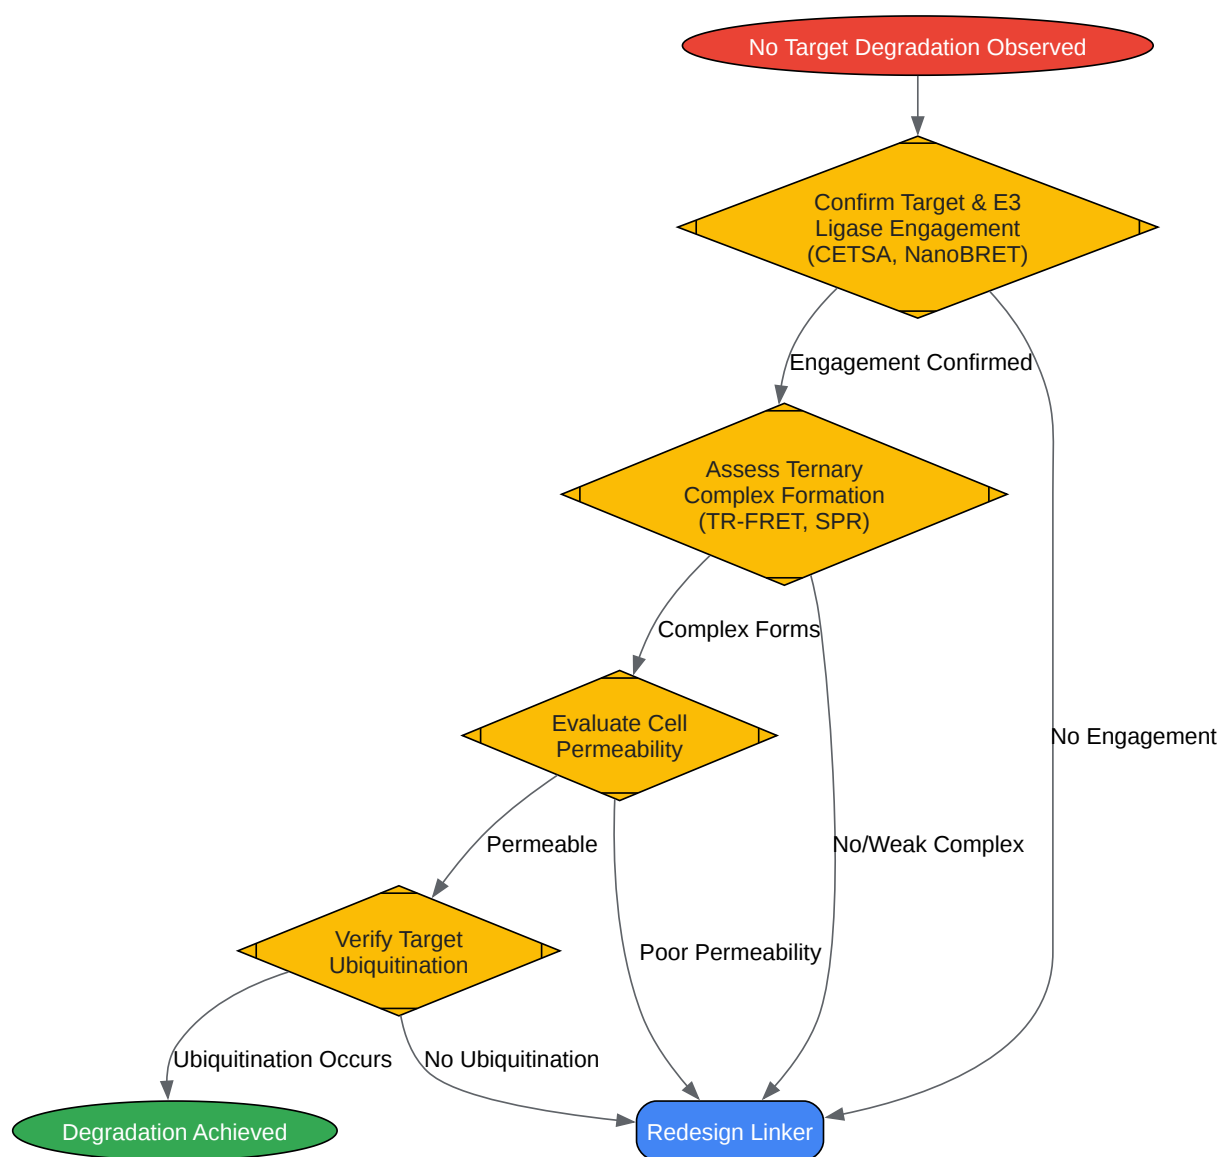 No Target Degradation Observed
Confirm Target & E3
Ligase Engagement
(CETSA, NanoBRET)
Engagement Confirmed
Assess Ternary
Complex Formation
(TR-FRET, SPR)
Complex Forms
Evaluate Cell
Permeability
No Engagement
Permeable
No/Weak Complex
Verify Target
Ubiquitination
Poor Permeability
Ubiquitination Occurs
No Ubiquitination
Degradation Achieved
Redesign Linker